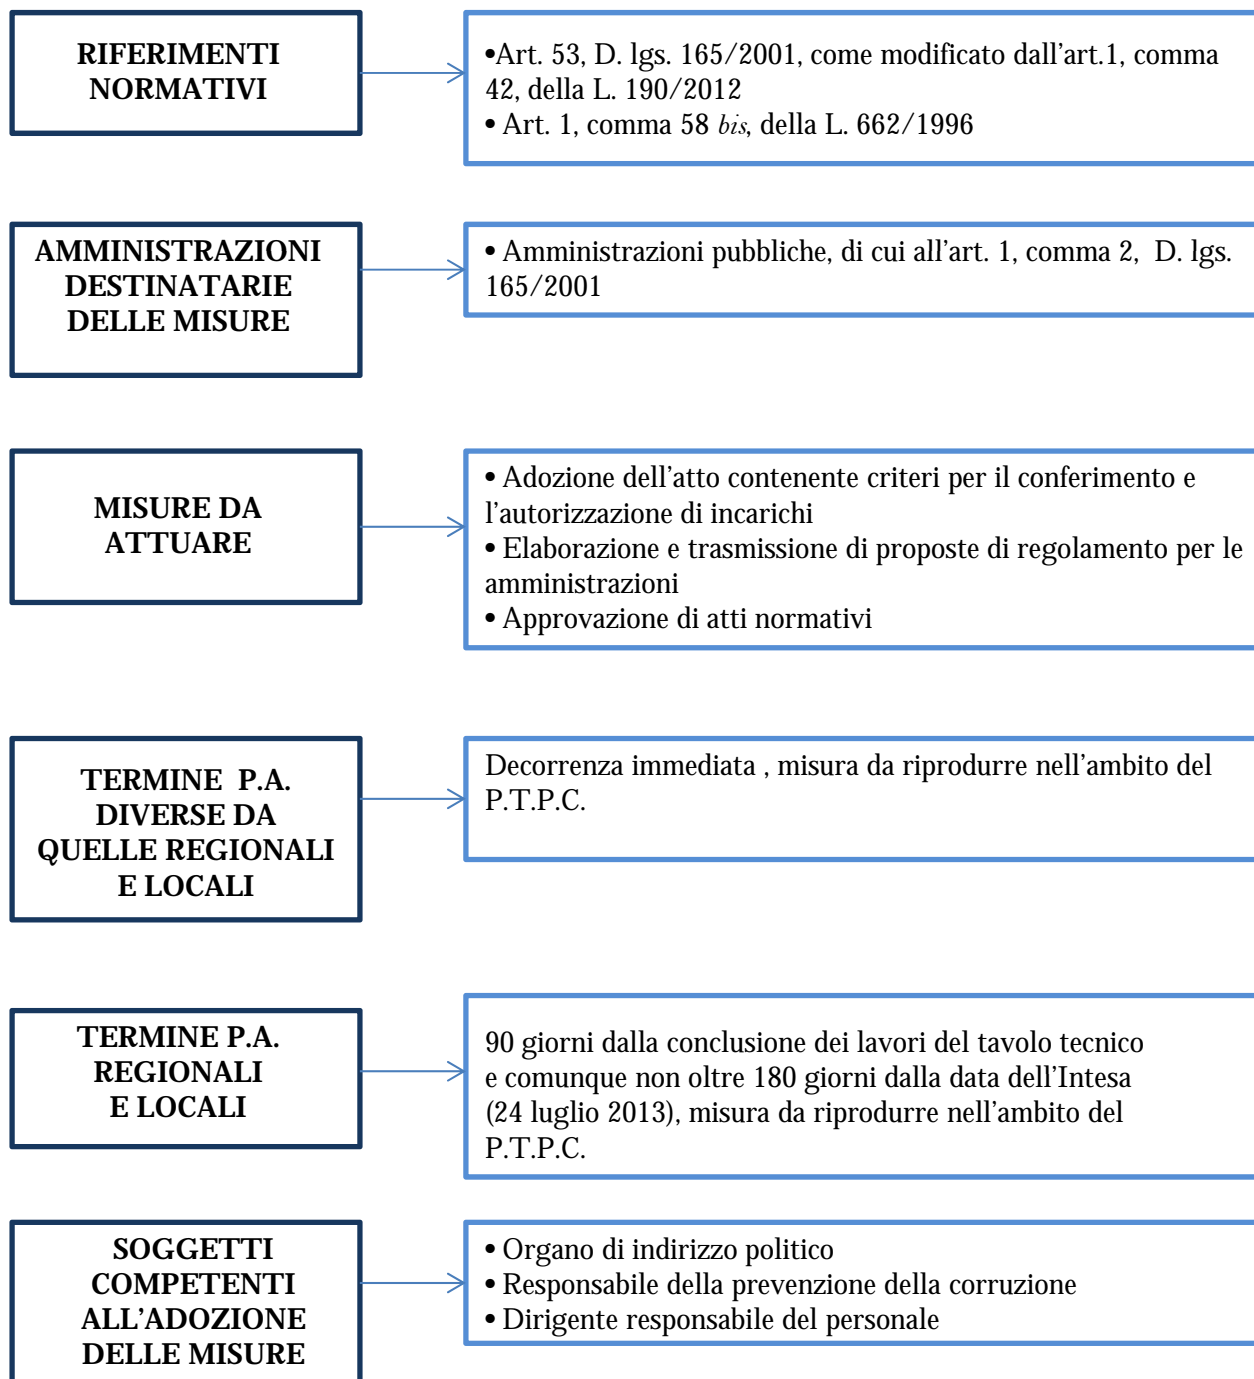 RIFERIMENTI
NORMATIVI
•Art. 53, D. lgs. 165/2001, come modificato dall’art.1, comma
42, della L. 190/2012
• Art. 1, comma 58 bis, della L. 662/1996
AMMINISTRAZIONI
DESTINATARIE
DELLE MISURE
• Amministrazioni pubbliche, di cui all’art. 1, comma 2, D. lgs.
165/2001
MISURE DA
ATTUARE
• Adozione dell’atto contenente criteri per il conferimento e
l’autorizzazione di incarichi
• Elaborazione e trasmissione di proposte di regolamento per le
amministrazioni
• Approvazione di atti normativi
TERMINE P.A.
DIVERSE DA
QUELLE REGIONALI
E LOCALI
Decorrenza immediata , misura da riprodurre nell’ambito del
P.T.P.C.
TERMINE P.A.
REGIONALI
E LOCALI
90 giorni dalla conclusione dei lavori del tavolo tecnico
e comunque non oltre 180 giorni dalla data dell’Intesa
(24 luglio 2013), misura da riprodurre nell’ambito del
P.T.P.C.
SOGGETTI
COMPETENTI
ALL’ADOZIONE
DELLE MISURE
• Organo di indirizzo politico
• Responsabile della prevenzione della corruzione
• Dirigente responsabile del personale